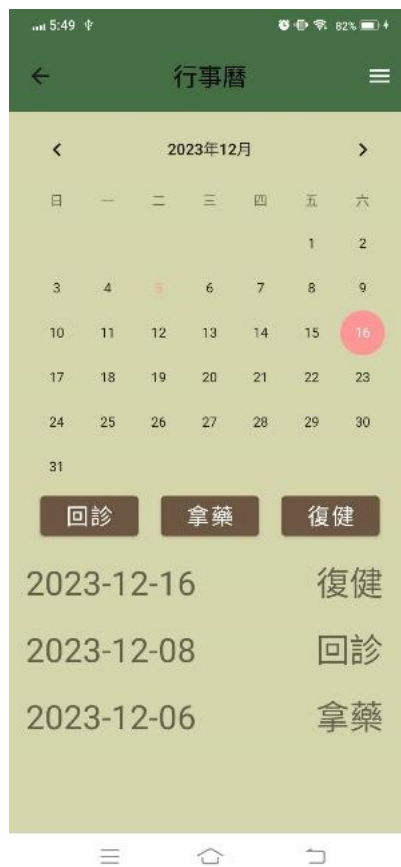 5:49 82%
行事曆
2023年12月
日 一 二 三 四 五 六
1 2
3 4 5 6 7 8 9
10 11 12 13 14 15 16
17 18 19 20 21 22 23
24 25 26 27 28 29 30
31
回診 拿藥 復健
2023-12-16 復健
2023-12-08 回診
2023-12-06 拿藥